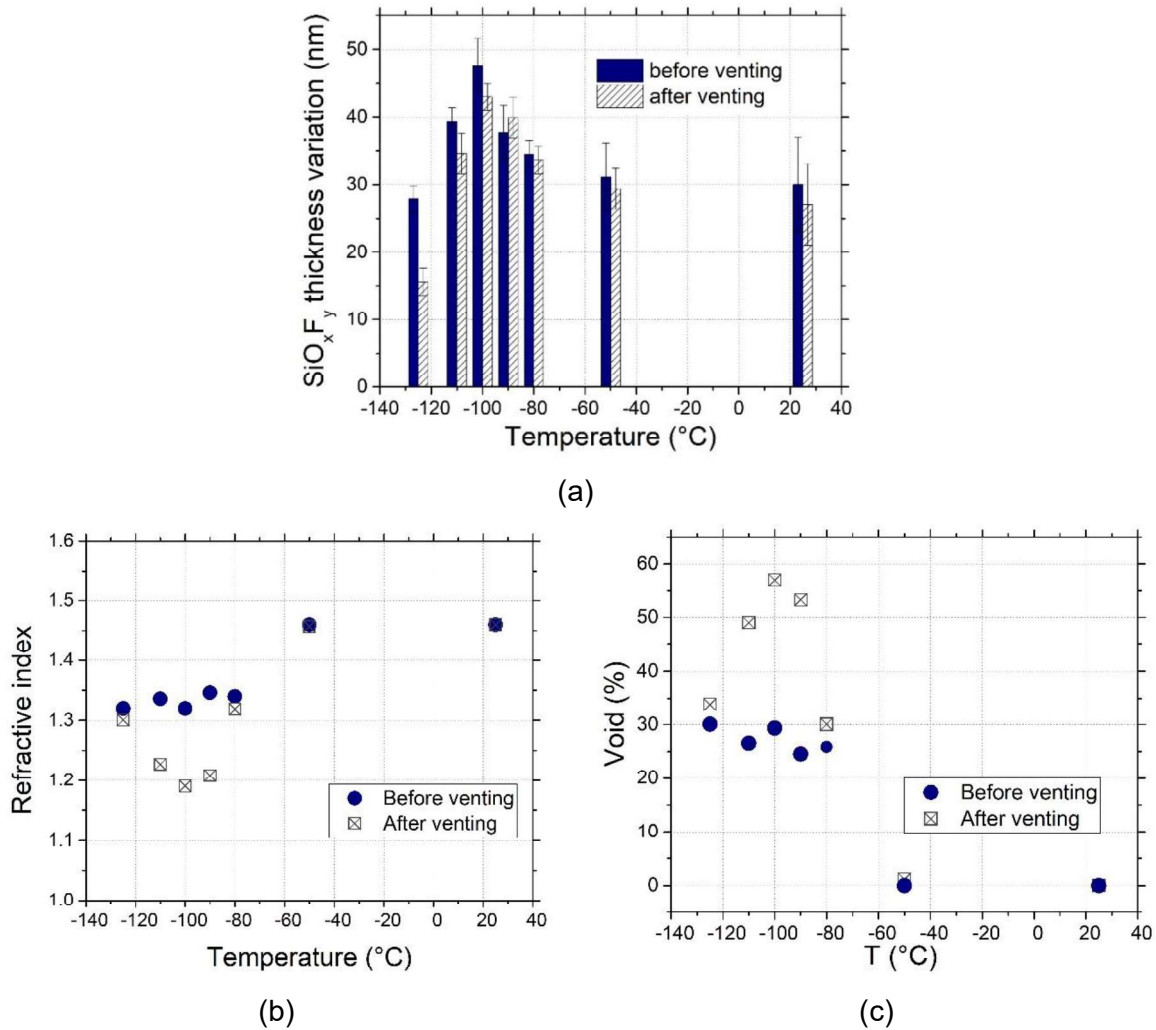 SiOxFy thickness variation (nm)
50
40
30
20
10
0
before venting
after venting
-140 -120 -100 -80 -60 -40 -20 0 20 40
Temperature (°C)
(a)
Refractive index
1.6
1.5
1.4
1.3
1.2
1.1
1.0
Before venting
After venting
-140 -120 -100 -80 -60 -40 -20 0 20 40
Temperature (°C)
(b)
Void (%)
60
50
40
30
20
10
0
Before venting
After venting
-140 -120 -100 -80 -60 -40 -20 0 20 40
T (°C)
(c)